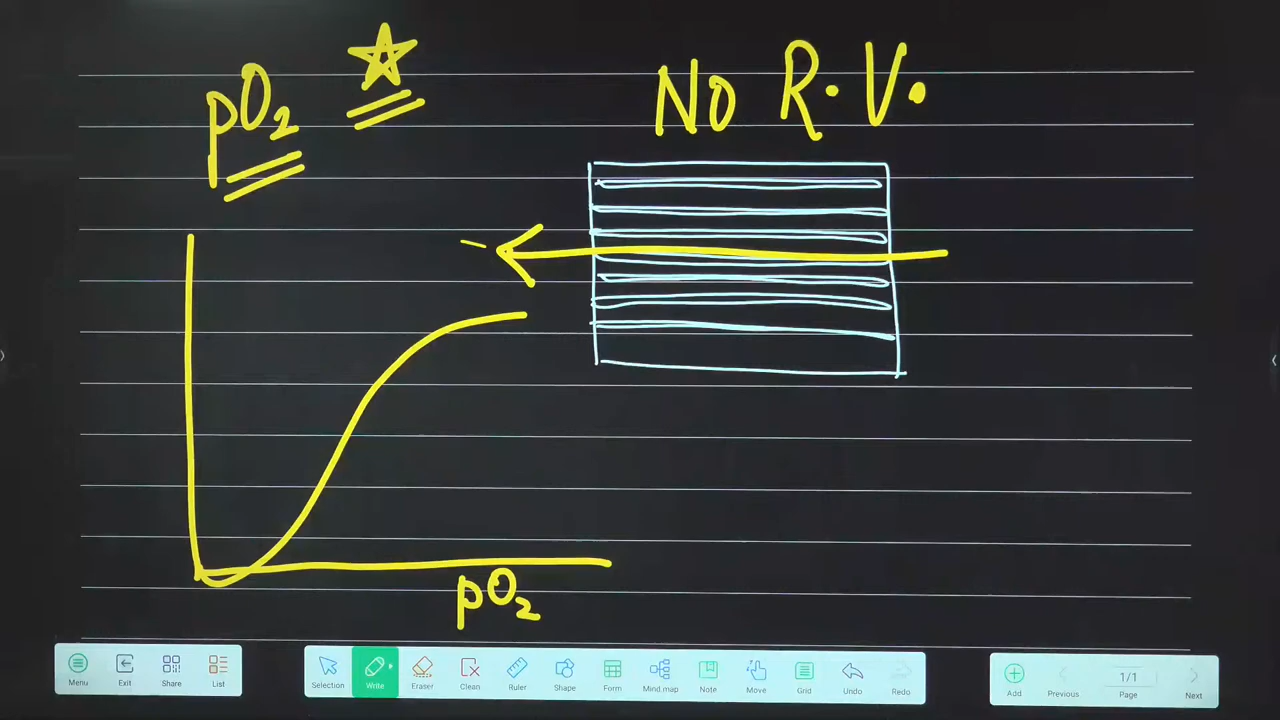 pO₂
No R.V.
pO₂
Menu
Exit
Share
List
Selection
Write
Eraser
Clean
Ruler
Shape
Form
Mind map
Note
Move
Grid
Undo
Redo
Add
Previous
1/1
Page
Next